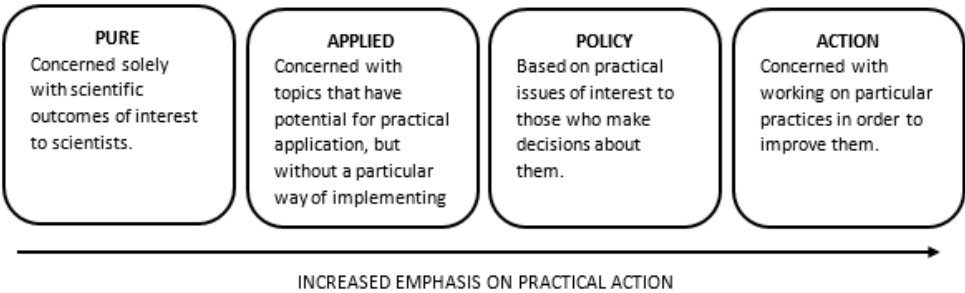 PURE
Concerned solely
with scientific
outcomes of interest
to scientists.
APPLIED
Concerned with
topics that have
potential for practical
application, but
without a particular
way of implementing
POLICY
Based on practical
issues of interest to
those who make
decisions about
them.
ACTION
Concerned with
working on particular
practices in order to
improve them.
INCREASED EMPHASIS ON PRACTICAL ACTION